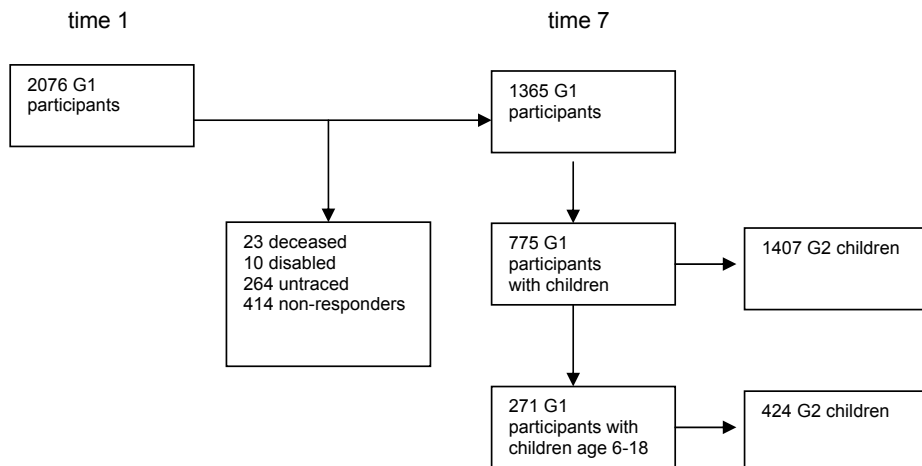 time 1
time 7
2076 G1
participants
1365 G1
participants
23 deceased
10 disabled
264 untraced
414 non-responders
775 G1
participants
with children
1407 G2 children
271 G1
participants with
children age 6-18
424 G2 children